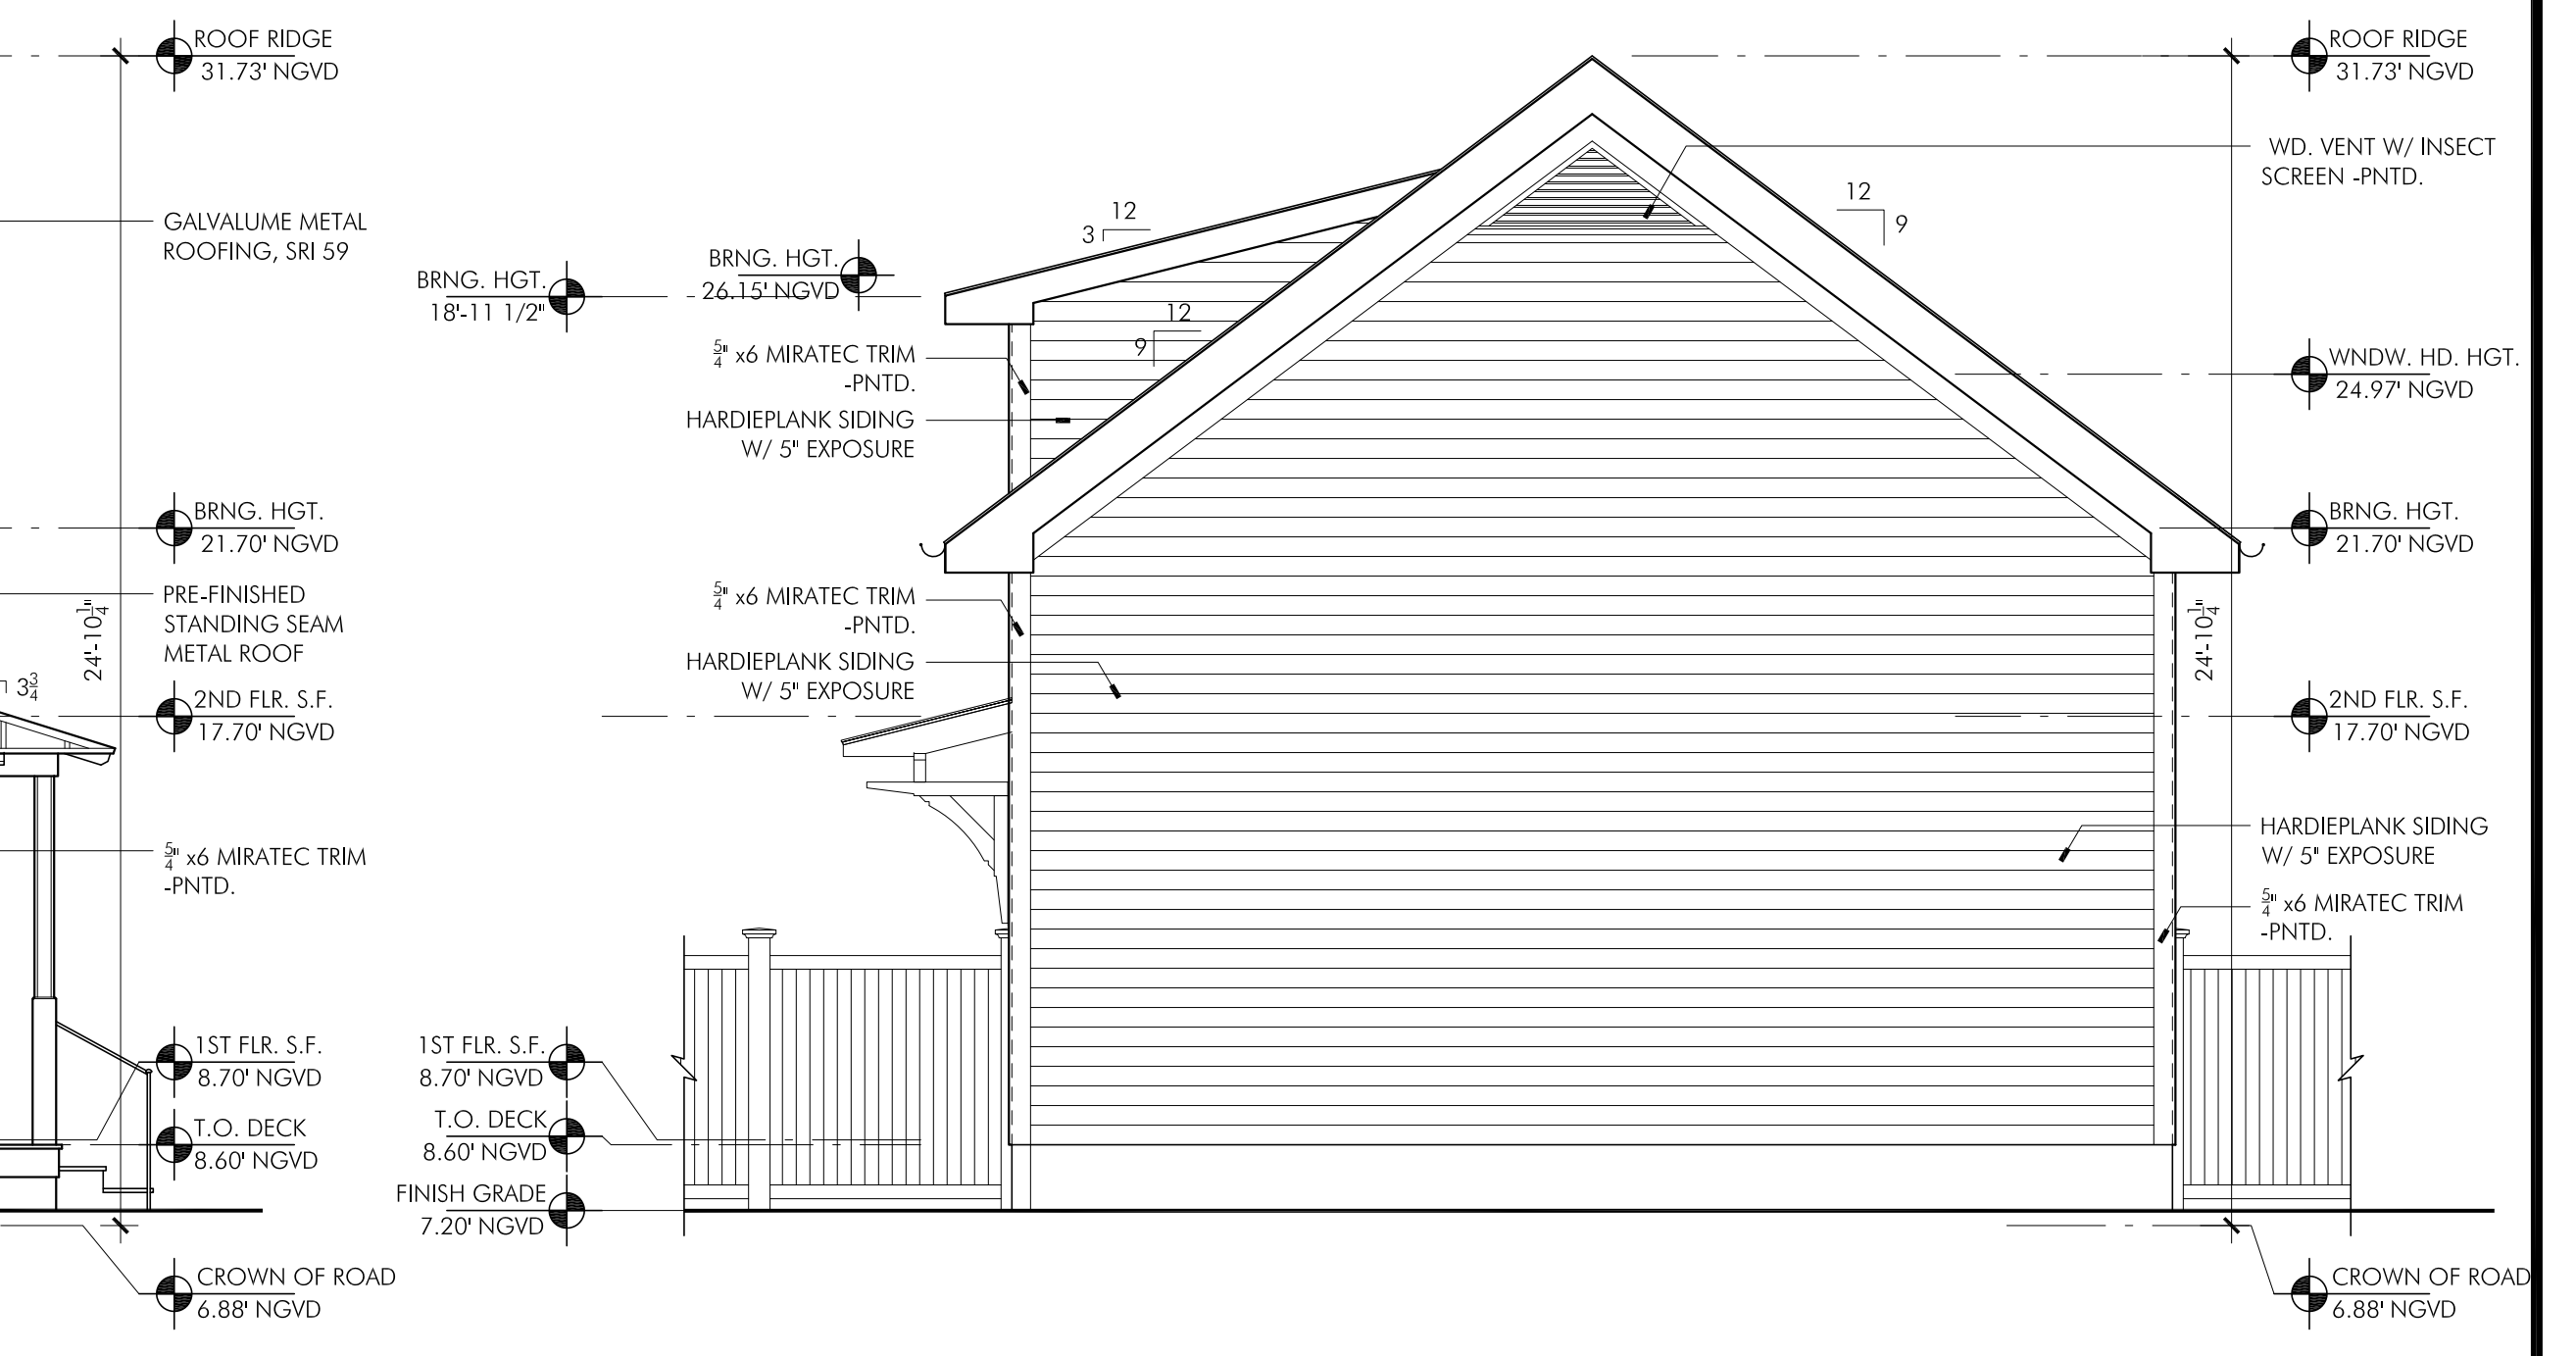 ROOF RIDGE
31.73' NGVD
GALVALUME METAL
ROOFING, SRI 59
BRNG. HGT.
21.70' NGVD
PRE-FINISHED
STANDING SEAM
METAL ROOF
24'-10 1/4"
3 3/4
2ND FLR. S.F.
17.70' NGVD
5/4" x6 MIRATEC TRIM
-PNTD.
1ST FLR. S.F.
8.70' NGVD
T.O. DECK
8.60' NGVD
CROWN OF ROAD
6.88' NGVD
BRNG. HGT.
18'-11 1/2"
BRNG. HGT.
26.15' NGVD
12
3
12
9
5/4" x6 MIRATEC TRIM
-PNTD.
HARDIEPLANK SIDING
W/ 5" EXPOSURE
5/4" x6 MIRATEC TRIM
-PNTD.
HARDIEPLANK SIDING
W/ 5" EXPOSURE
1ST FLR. S.F.
8.70' NGVD
T.O. DECK
8.60' NGVD
FINISH GRADE
7.20' NGVD
12
9
ROOF RIDGE
31.73' NGVD
WD. VENT W/ INSECT
SCREEN -PNTD.
WNDW. HD. HGT.
24.97' NGVD
BRNG. HGT.
21.70' NGVD
24'-10 1/4"
2ND FLR. S.F.
17.70' NGVD
HARDIEPLANK SIDING
W/ 5" EXPOSURE
5/4" x6 MIRATEC TRIM
-PNTD.
CROWN OF ROAD
6.88' NGVD